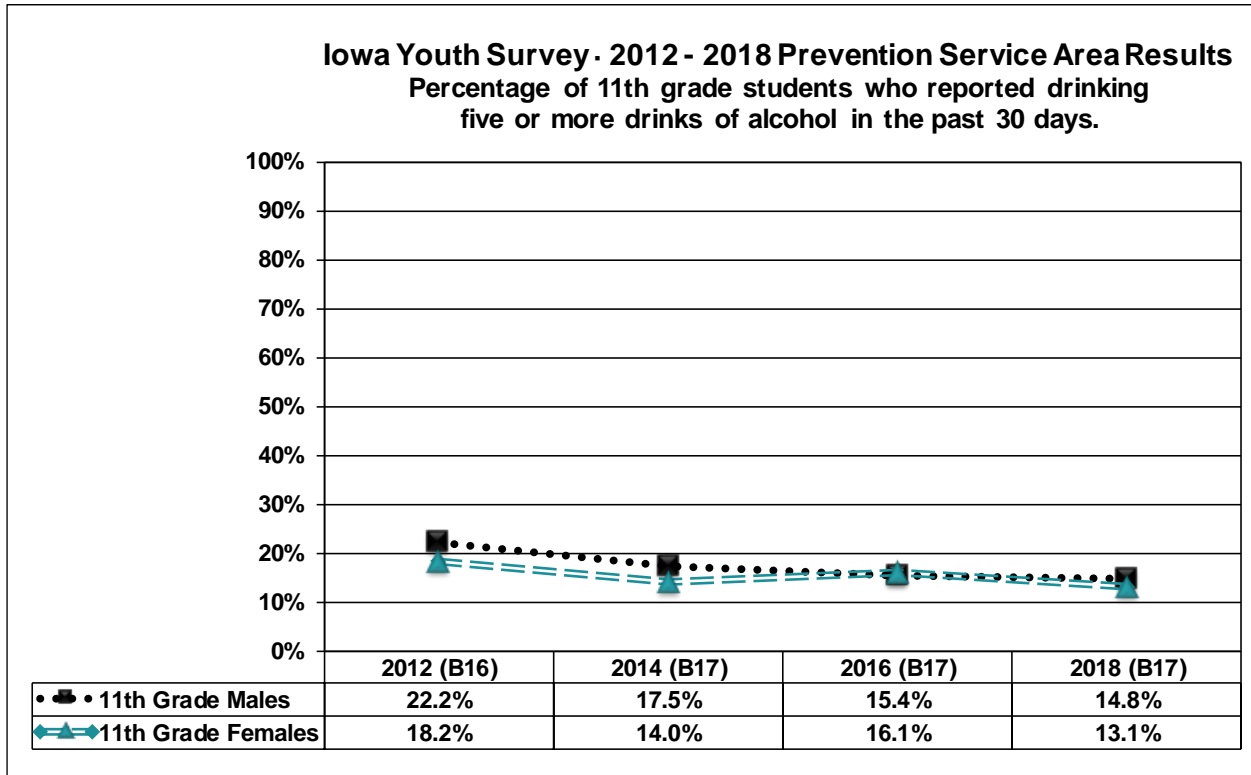 Iowa Youth Survey · 2012 - 2018 Prevention Service Area Results
Percentage of 11th grade students who reported drinking
five or more drinks of alcohol in the past 30 days.
100%
90%
80%
70%
60%
50%
40%
30%
20%
10%
0%
2012 (B16) 2014 (B17) 2016 (B17) 2018 (B17)
11th Grade Males 22.2% 17.5% 15.4% 14.8%
11th Grade Females 18.2% 14.0% 16.1% 13.1%